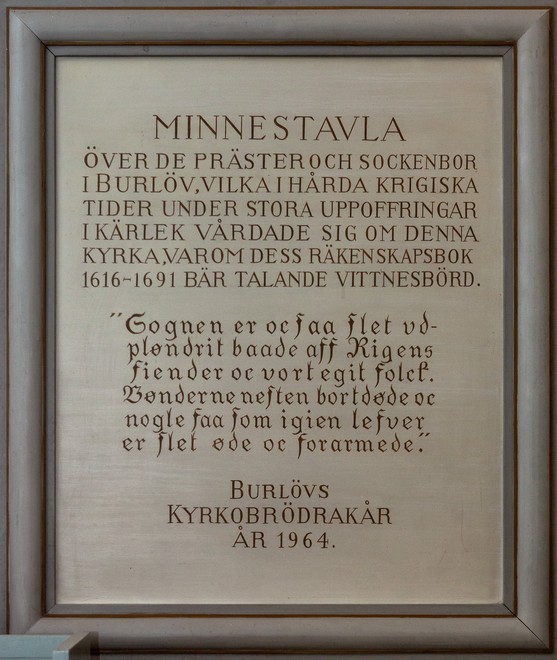 MINNESTAVLA
ÖVER DE PRÄSTER OCH SOCKENBOR
I BURLÖV, VILKA I HÅRDA KRIGISKA
TIDER UNDER STORA UPPOFFRINGAR
I KÄRLEK VÅRDADE SIG OM DENNA
KYRKA, VAROM DESS RÄKENSKAPSBOK
1616-1691 BÄR TALANDE VITTNESBÖRD.
"Sognen er oc saa slet vd-
pløndrit baade aff Rigens
fiender oc vort egit folck.
Bønderne nesten bortdøde oc
nogle saa som igien lefver
er slet øde oc forarmede."
BURLÖVS
KYRKOBRÖDRAKÅR
ÅR 1964.